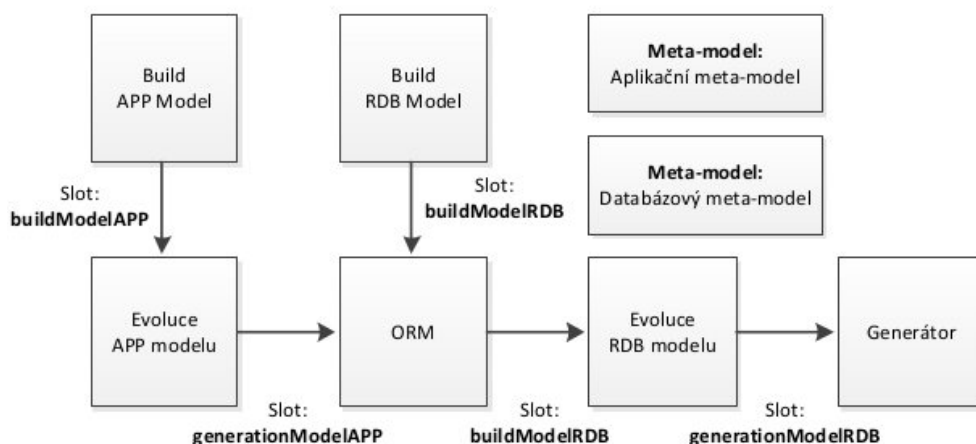 Build
APP Model
Build
RDB Model
Meta-model:
Aplikační meta-model
Meta-model:
Databázový meta-model
Slot:
buildModelAPP
Slot:
buildModelRDB
Evoluce
APP modelu
ORM
Evoluce
RDB modelu
Generátor
Slot:
generationModelAPP
Slot:
buildModelRDB
Slot:
generationModelRDB